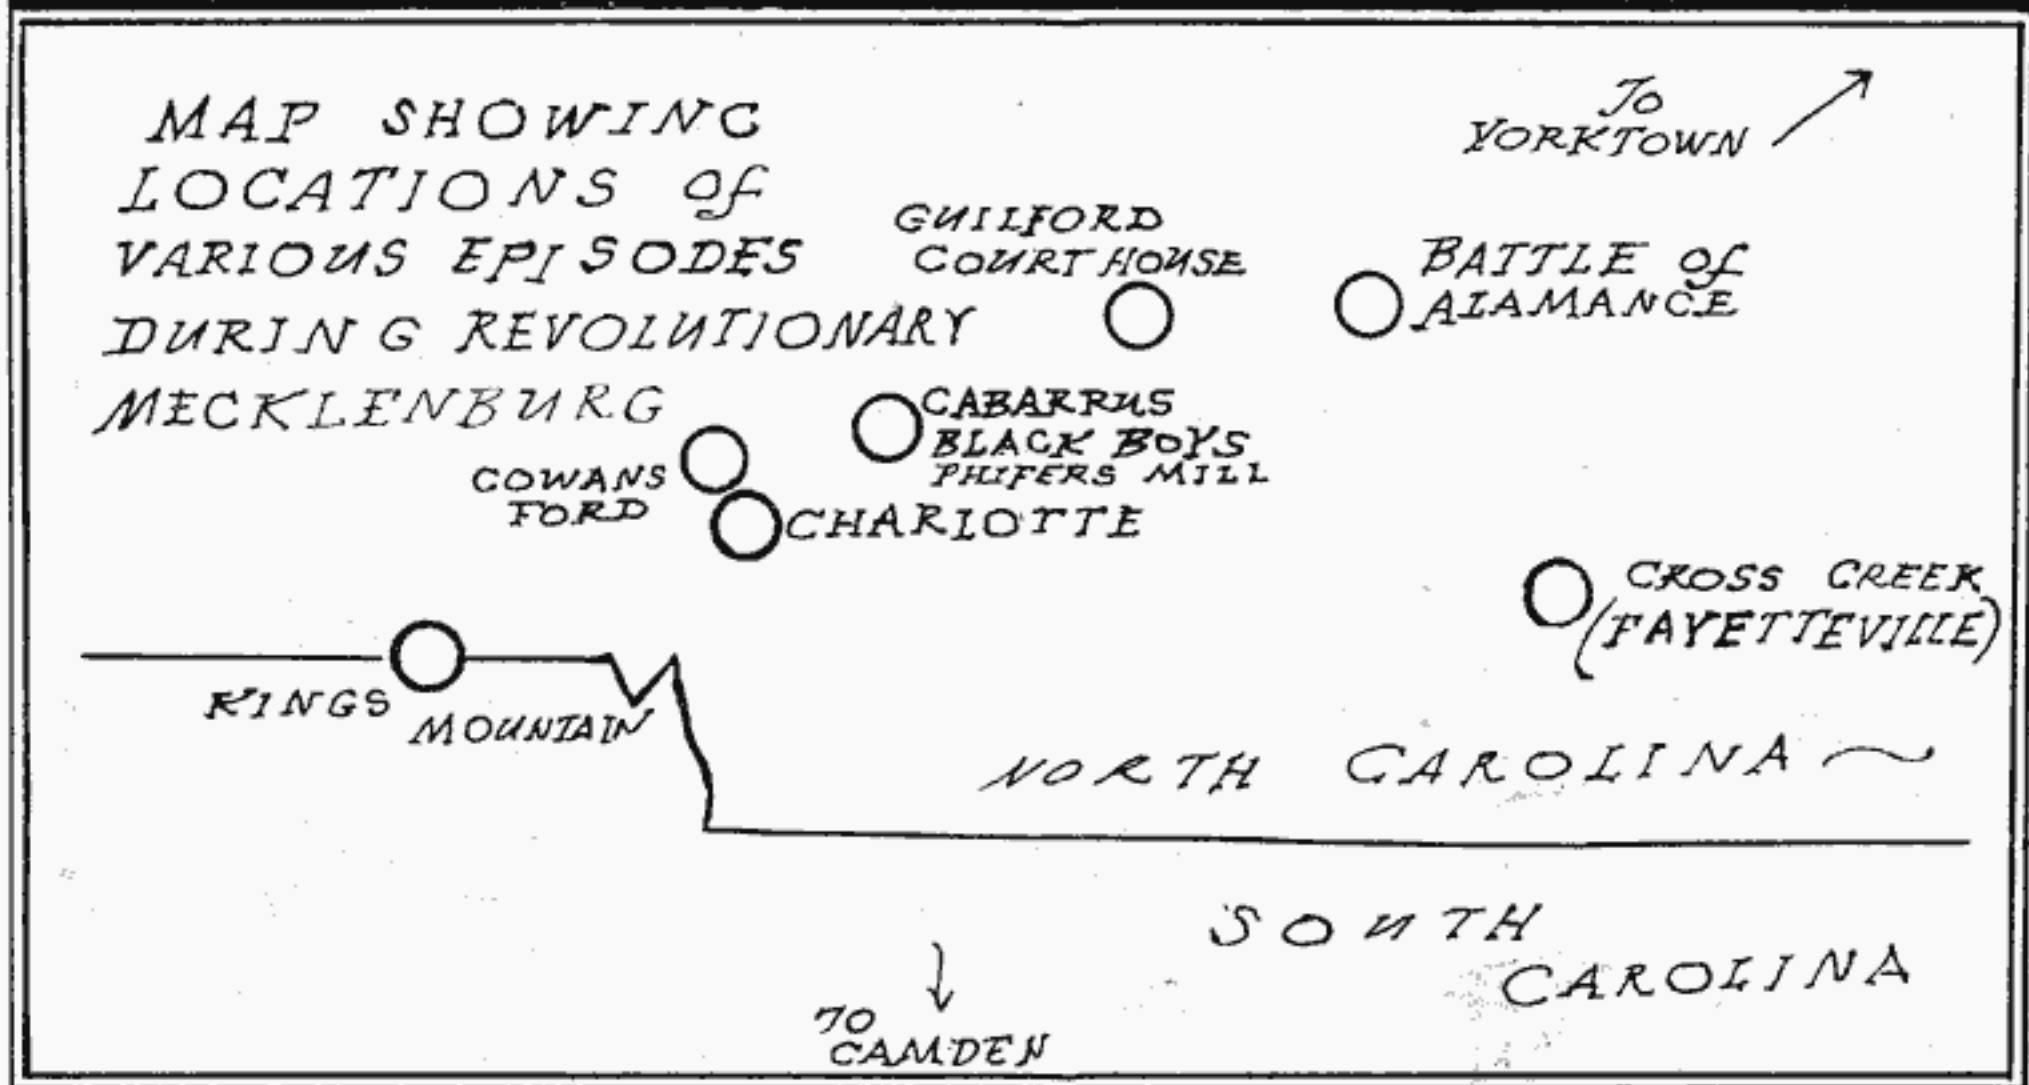 MAP SHOWING
LOCATIONS of
VARIOUS EPISODES
DURING REVOLUTIONARY
MECKLENBURG
TO
YORKTOWN
GUILFORD
COURT HOUSE
BATTLE of
ALAMANCE
CABARRUS
BLACK BOYS
PHIFERS MILL
COWANS
FORD
CHARLOTTE
CROSS CREEK
(FAYETTEVILLE)
KINGS
MOUNTAIN
NORTH CAROLINA
SOUTH
CAROLINA
TO
CAMDEN